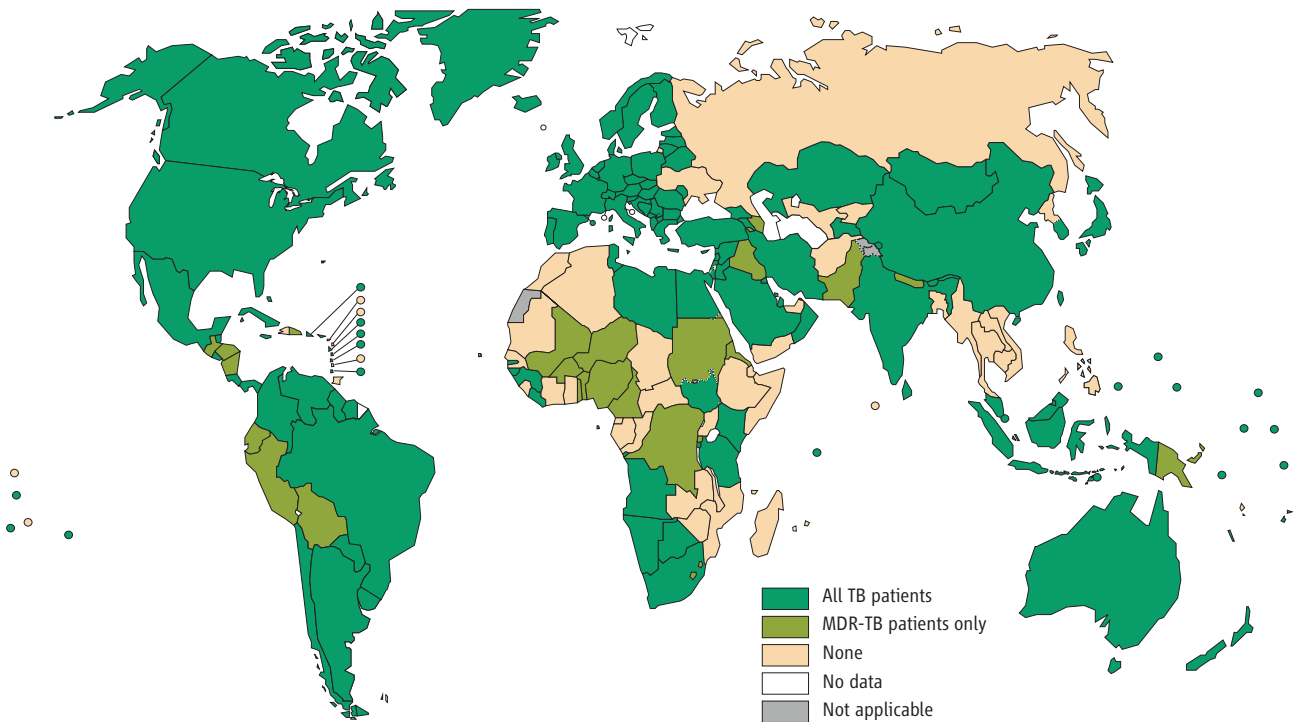 All TB patients
MDR-TB patients only
None
No data
Not applicable